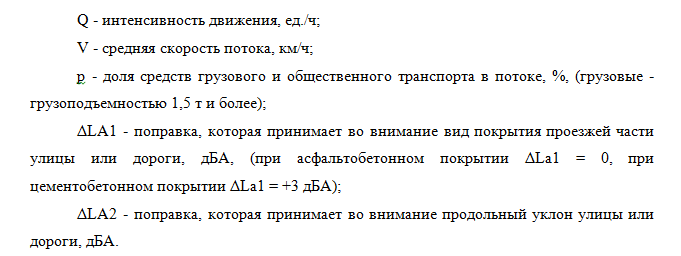 Q - интенсивность движения, ед./ч;
V - средняя скорость потока, км/ч;
p - доля средств грузового и общественного транспорта в потоке, %, (грузовые -
грузоподъемностью 1,5 т и более);
ΔLA1 - поправка, которая принимает во внимание вид покрытия проезжей части
улицы или дороги, дБА, (при асфальтобетонном покрытии ΔLa1 = 0, при
цементобетонном покрытии ΔLa1 = +3 дБА);
ΔLA2 - поправка, которая принимает во внимание продольный уклон улицы или
дороги, дБА.